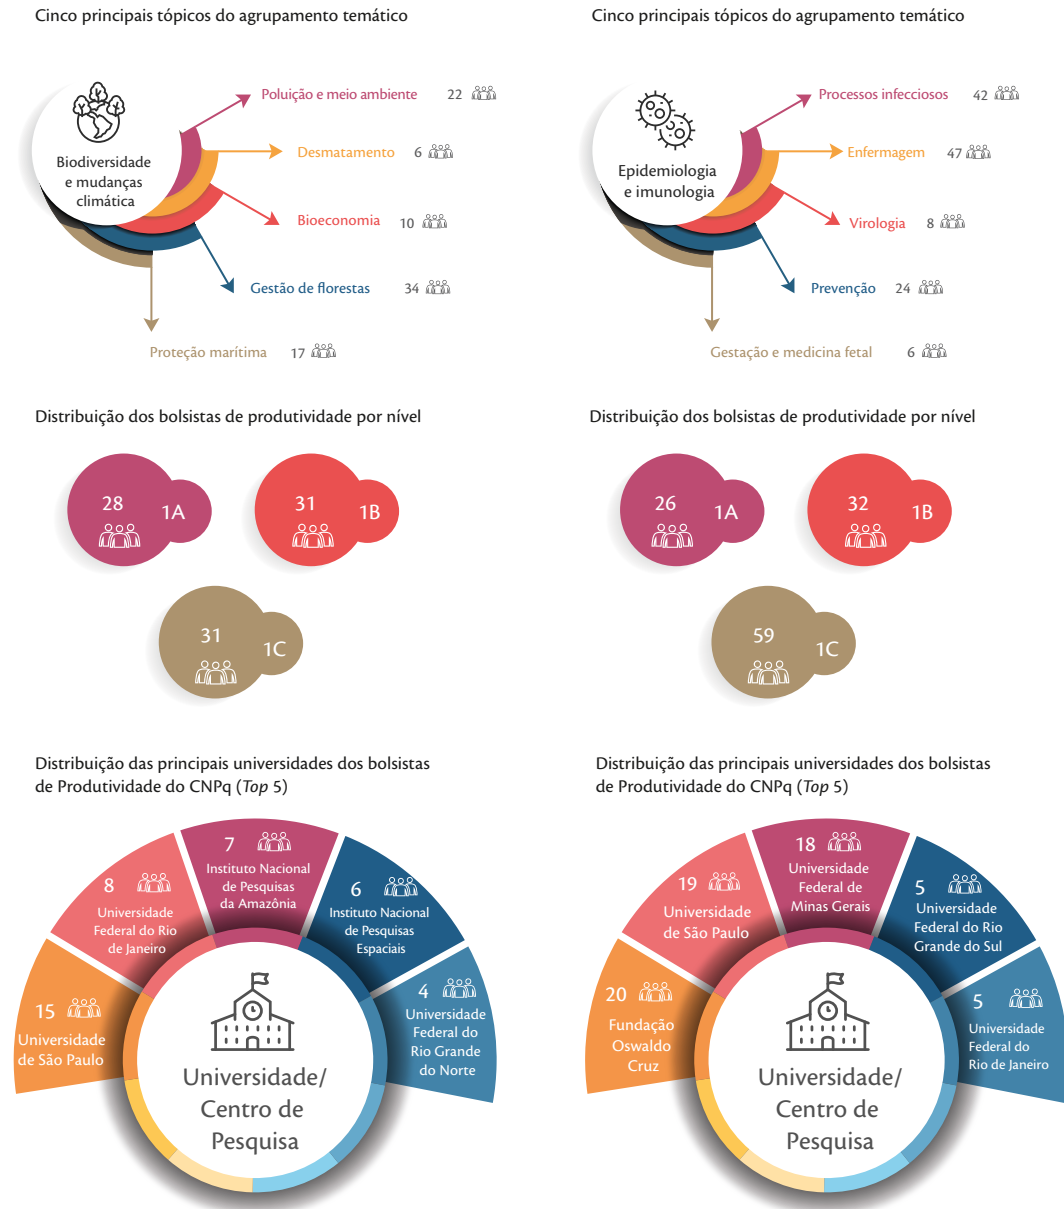 Cinco principais tópicos do agrupamento temático
Biodiversidade
e mudanças
climática
Poluição e meio ambiente 22
Desmatamento 6
Bioeconomia 10
Gestão de florestas 34
Proteção marítima 17
Distribuição dos bolsistas de produtividade por nível
28 1A
31 1B
31 1C
Distribuição das principais universidades dos bolsistas
de Produtividade do CNPq (Top 5)
15
Universidade
de São Paulo
8
Universidade
Federal do Rio
de Janeiro
7
Instituto Nacional
de Pesquisas
da Amazônia
6
Instituto Nacional
de Pesquisas
Espaciais
4
Universidade
Federal do
Rio Grande
do Norte
Universidade/
Centro de
Pesquisa
Cinco principais tópicos do agrupamento temático
Epidemiologia
e imunologia
Processos infecciosos 42
Enfermagem 47
Virologia 8
Prevenção 24
Gestação e medicina fetal 6
Distribuição dos bolsistas de produtividade por nível
26 1A
32 1B
59 1C
Distribuição das principais universidades dos bolsistas
de Produtividade do CNPq (Top 5)
20
Fundação
Oswaldo
Cruz
19
Universidade
de São Paulo
18
Universidade
Federal de
Minas Gerais
5
Universidade
Federal do Rio
Grande do Sul
5
Universidade
Federal do
Rio de Janeiro
Universidade/
Centro de
Pesquisa